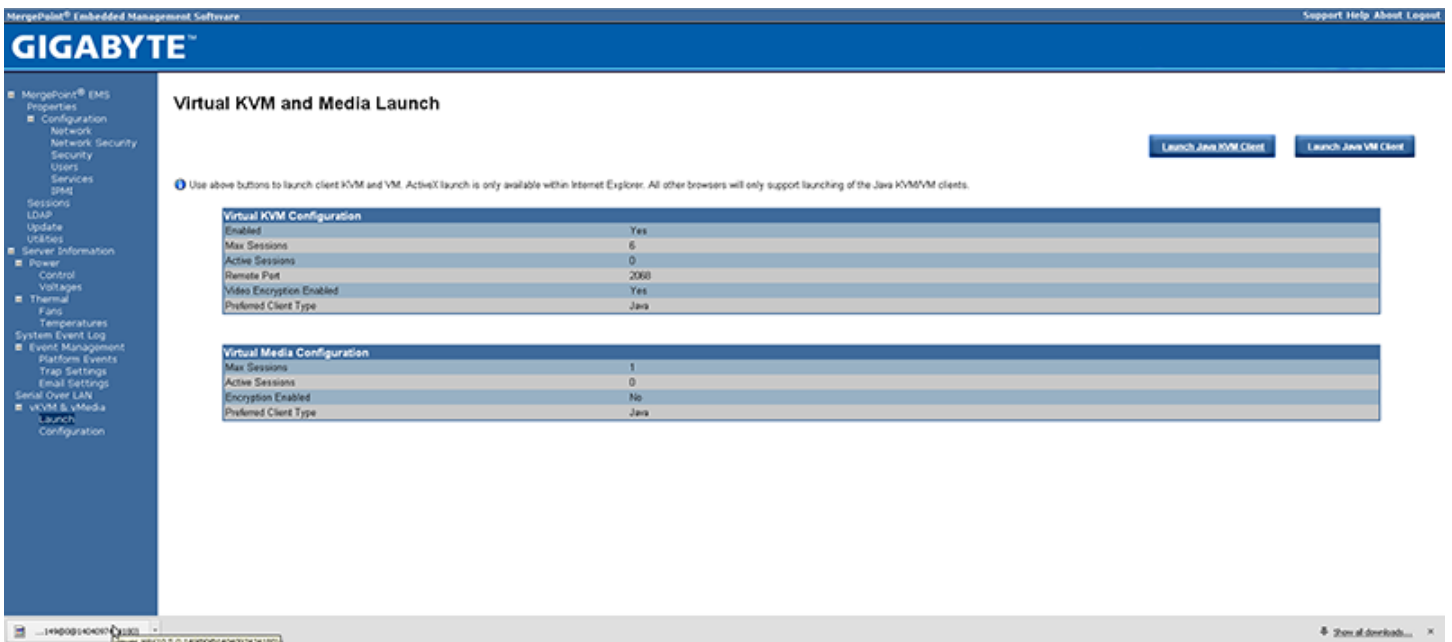 MergePoint® Embedded Management Software
Support Help About Logout
GIGABYTE™
MergePoint® EMS
Properties
Configuration
Network
Network Security
Security
Users
Services
IPMI
Sessions
LDAP
Update
Utilities
Server Information
Power
Control
Voltages
Thermal
Fans
Temperatures
System Event Log
Event Management
Platform Events
Trap Settings
Email Settings
Serial Over LAN
vKVM & vMedia
Launch
Configuration
Virtual KVM and Media Launch
Launch Java KVM Client
Launch Java VM Client
Use above buttons to launch client KVM and VM. ActiveX launch is only available within Internet Explorer. All other browsers will only support launching of the Java KVM/VM clients.
Virtual KVM Configuration
Enabled Yes
Max Sessions 6
Active Sessions 0
Remote Port 2068
Video Encryption Enabled Yes
Preferred Client Type Java
Virtual Media Configuration
Max Sessions 1
Active Sessions 0
Encryption Enabled No
Preferred Client Type Java
Show all downloads...